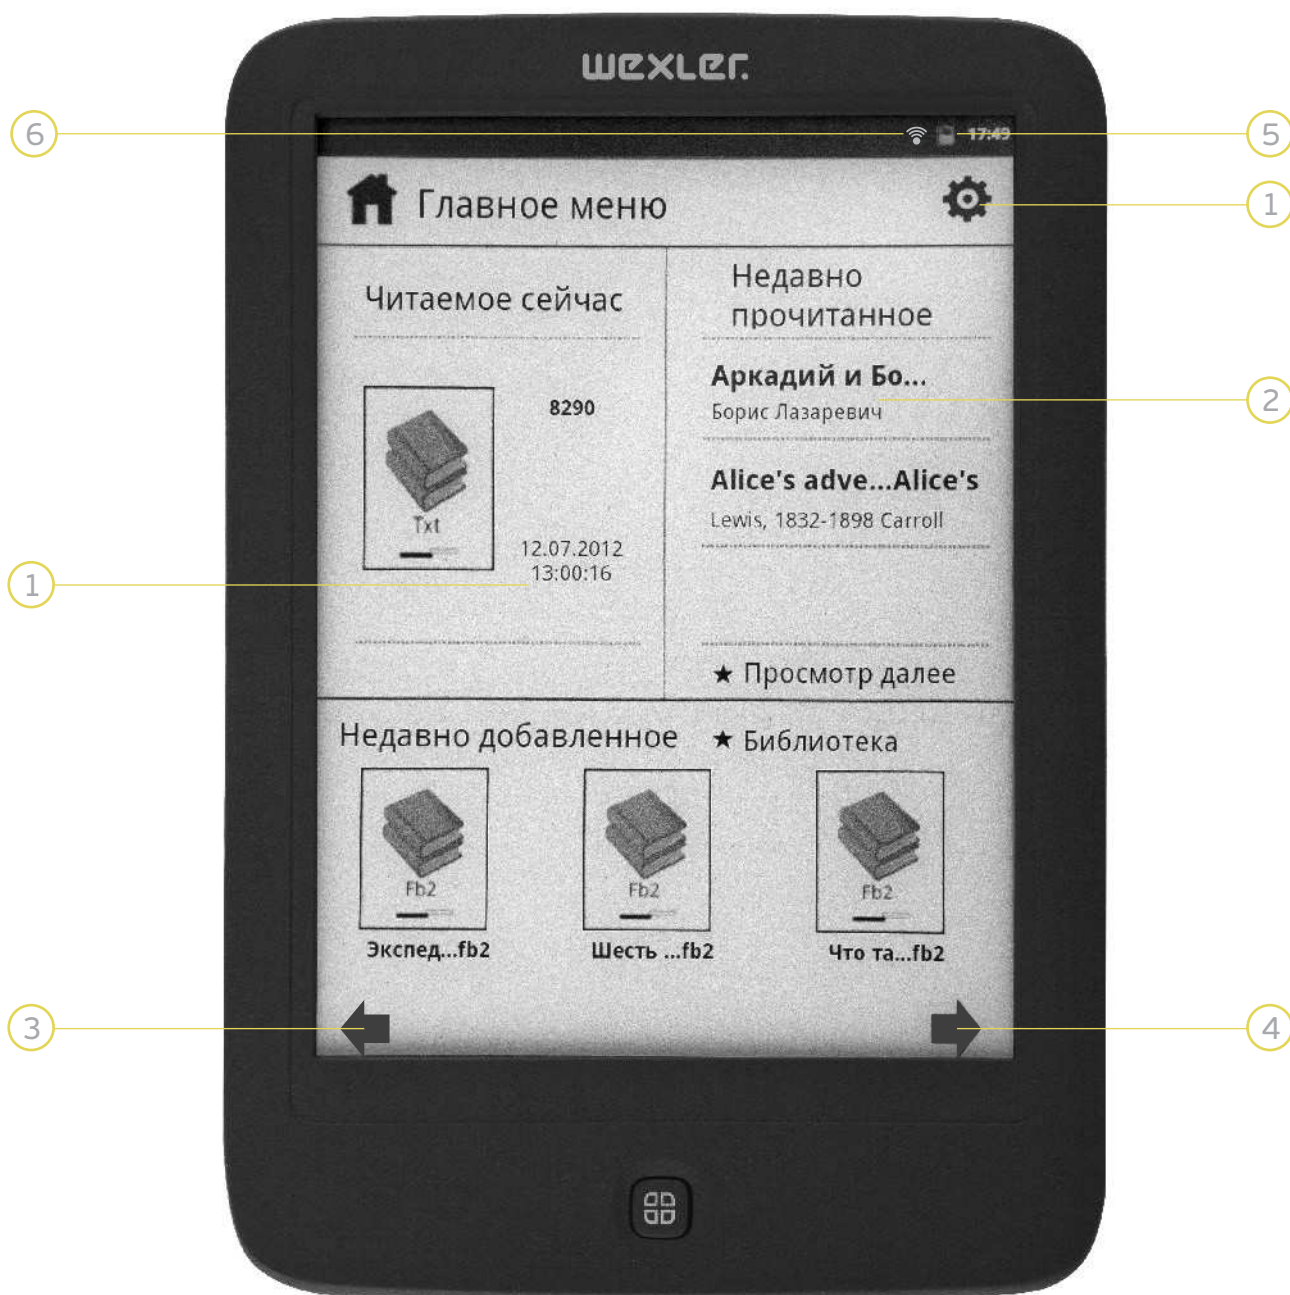 wexler.
6
17:49
5
Главное меню
1
Читаемое сейчас
8290
Txt
12.07.2012
13:00:16
1
Недавно
прочитанное
Аркадий и Бо...
Борис Лазаревич
2
Alice's adve...Alice's
Lewis, 1832-1898 Carroll
★ Просмотр далее
Недавно добавленное
★ Библиотека
Fb2
Fb2
Fb2
Экспед...fb2
Шесть ...fb2
Что та...fb2
3
4